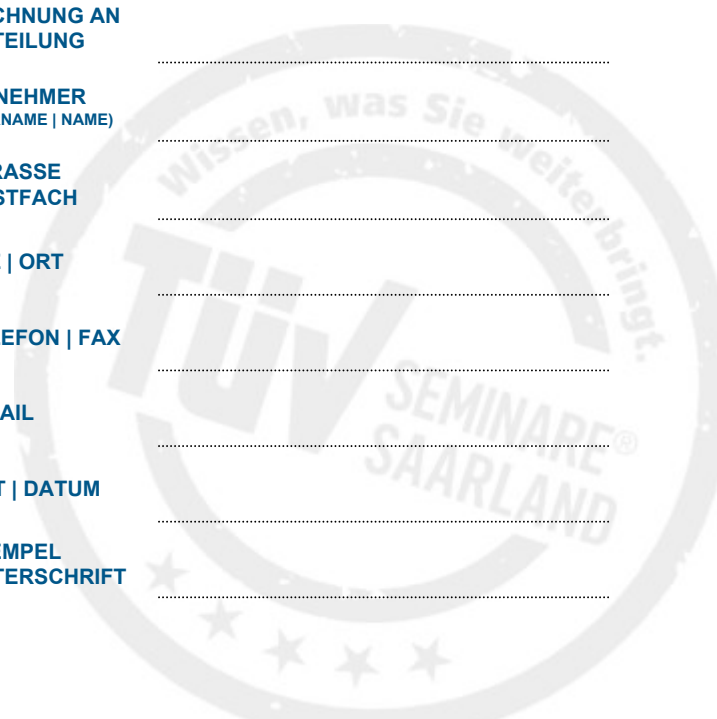 CHNUNG AN
TEILUNG
NEHMER
NAME | NAME)
RASSE
STFACH
| ORT
EFON | FAX
AIL
T | DATUM
EMPEL
TERSCHRIFT
Wissen, was Sie weiterbringt.
TÜV
SEMINARE®
SAARLAND